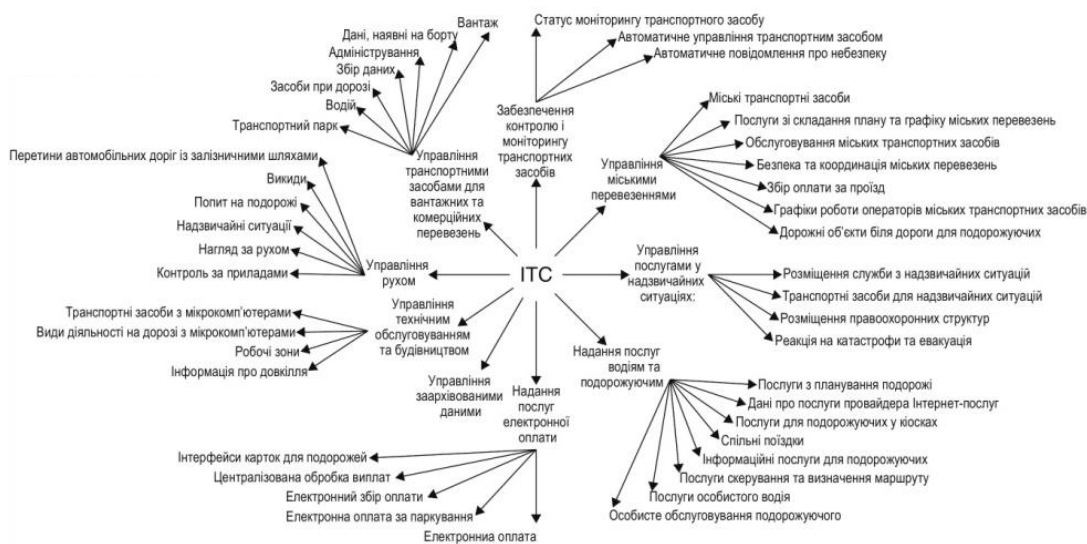 Вантаж
Дані, наявні на борту
Адміністрування
Збір даних
Засоби при дорозі
Водій
Транспортний парк
Управління
транспортними
засобами для
вантажних та
комерційних
перевезень
Статус моніторингу транспортного засобу
Автоматичне управління транспортним засобом
Автоматичне повідомлення про небезпеку
Забезпечення
контролю і
моніторингу
транспортних
засобів
Міські транспортні засоби
Послуги зі складання плану та графіку міських перевезень
Обслуговування міських транспортних засобів
Безпека та координація міських перевезень
Збір оплати за проїзд
Графіки роботи операторів міських транспортних засобів
Дорожні об'єкти біля дороги для подорожуючих
Управління
міськими
перевезеннями
Перетини автомобільних доріг із залізничними шляхами
Викиди
Попит на подорожі
Надзвичайні ситуації
Нагляд за рухом
Контроль за приладами
Управління
рухом
ІТС
Управління
послугами у
надзвичайних
ситуаціях:
Розміщення служби з надзвичайних ситуацій
Транспортні засоби для надзвичайних ситуацій
Розміщення правоохоронних структур
Реакція на катастрофи та евакуація
Транспортні засоби з мікрокомп'ютерами
Види діяльності на дорозі з мікрокомп'ютерами
Робочі зони
Інформація про довкілля
Управління
технічним
обслуговуванням
та будівництвом
Управління
заархівованими
даними
Надання
послуг
електронної
оплати
Надання послуг
водіям та
подорожуючим
Послуги з планування подорожі
Дані про послуги провайдера Інтернет-послуг
Послуги для подорожуючих у кіосках
Спільні поїздки
Інформаційні послуги для подорожуючих
Послуги скерування та визначення маршруту
Послуги особистого водія
Особисте обслуговування подорожуючого
Інтерфейси карток для подорожей
Централізована обробка виплат
Електронний збір оплати
Електронна оплата за паркування
Електронниа оплата